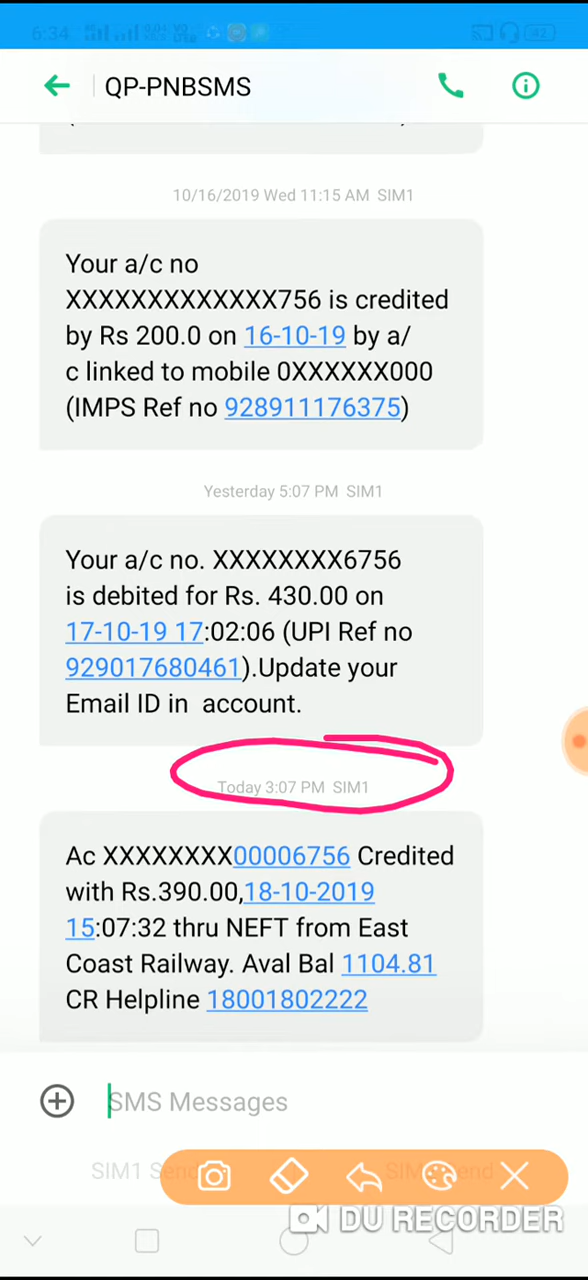 6:34
QP-PNBSMS
10/16/2019 Wed 11:15 AM SIM1
Your a/c no
XXXXXXXXXXXXX756 is credited
by Rs 200.0 on 16-10-19 by a/
c linked to mobile 0XXXXXX000
(IMPS Ref no 928911176375)
Yesterday 5:07 PM SIM1
Your a/c no. XXXXXXXX6756
is debited for Rs. 430.00 on
17-10-19 17:02:06 (UPI Ref no
929017680461).Update your
Email ID in account.
Today 3:07 PM SIM1
Ac XXXXXXXX00006756 Credited
with Rs.390.00,18-10-2019
15:07:32 thru NEFT from East
Coast Railway. Aval Bal 1104.81
CR Helpline 18001802222
SMS Messages
SIM1
DU RECORDER